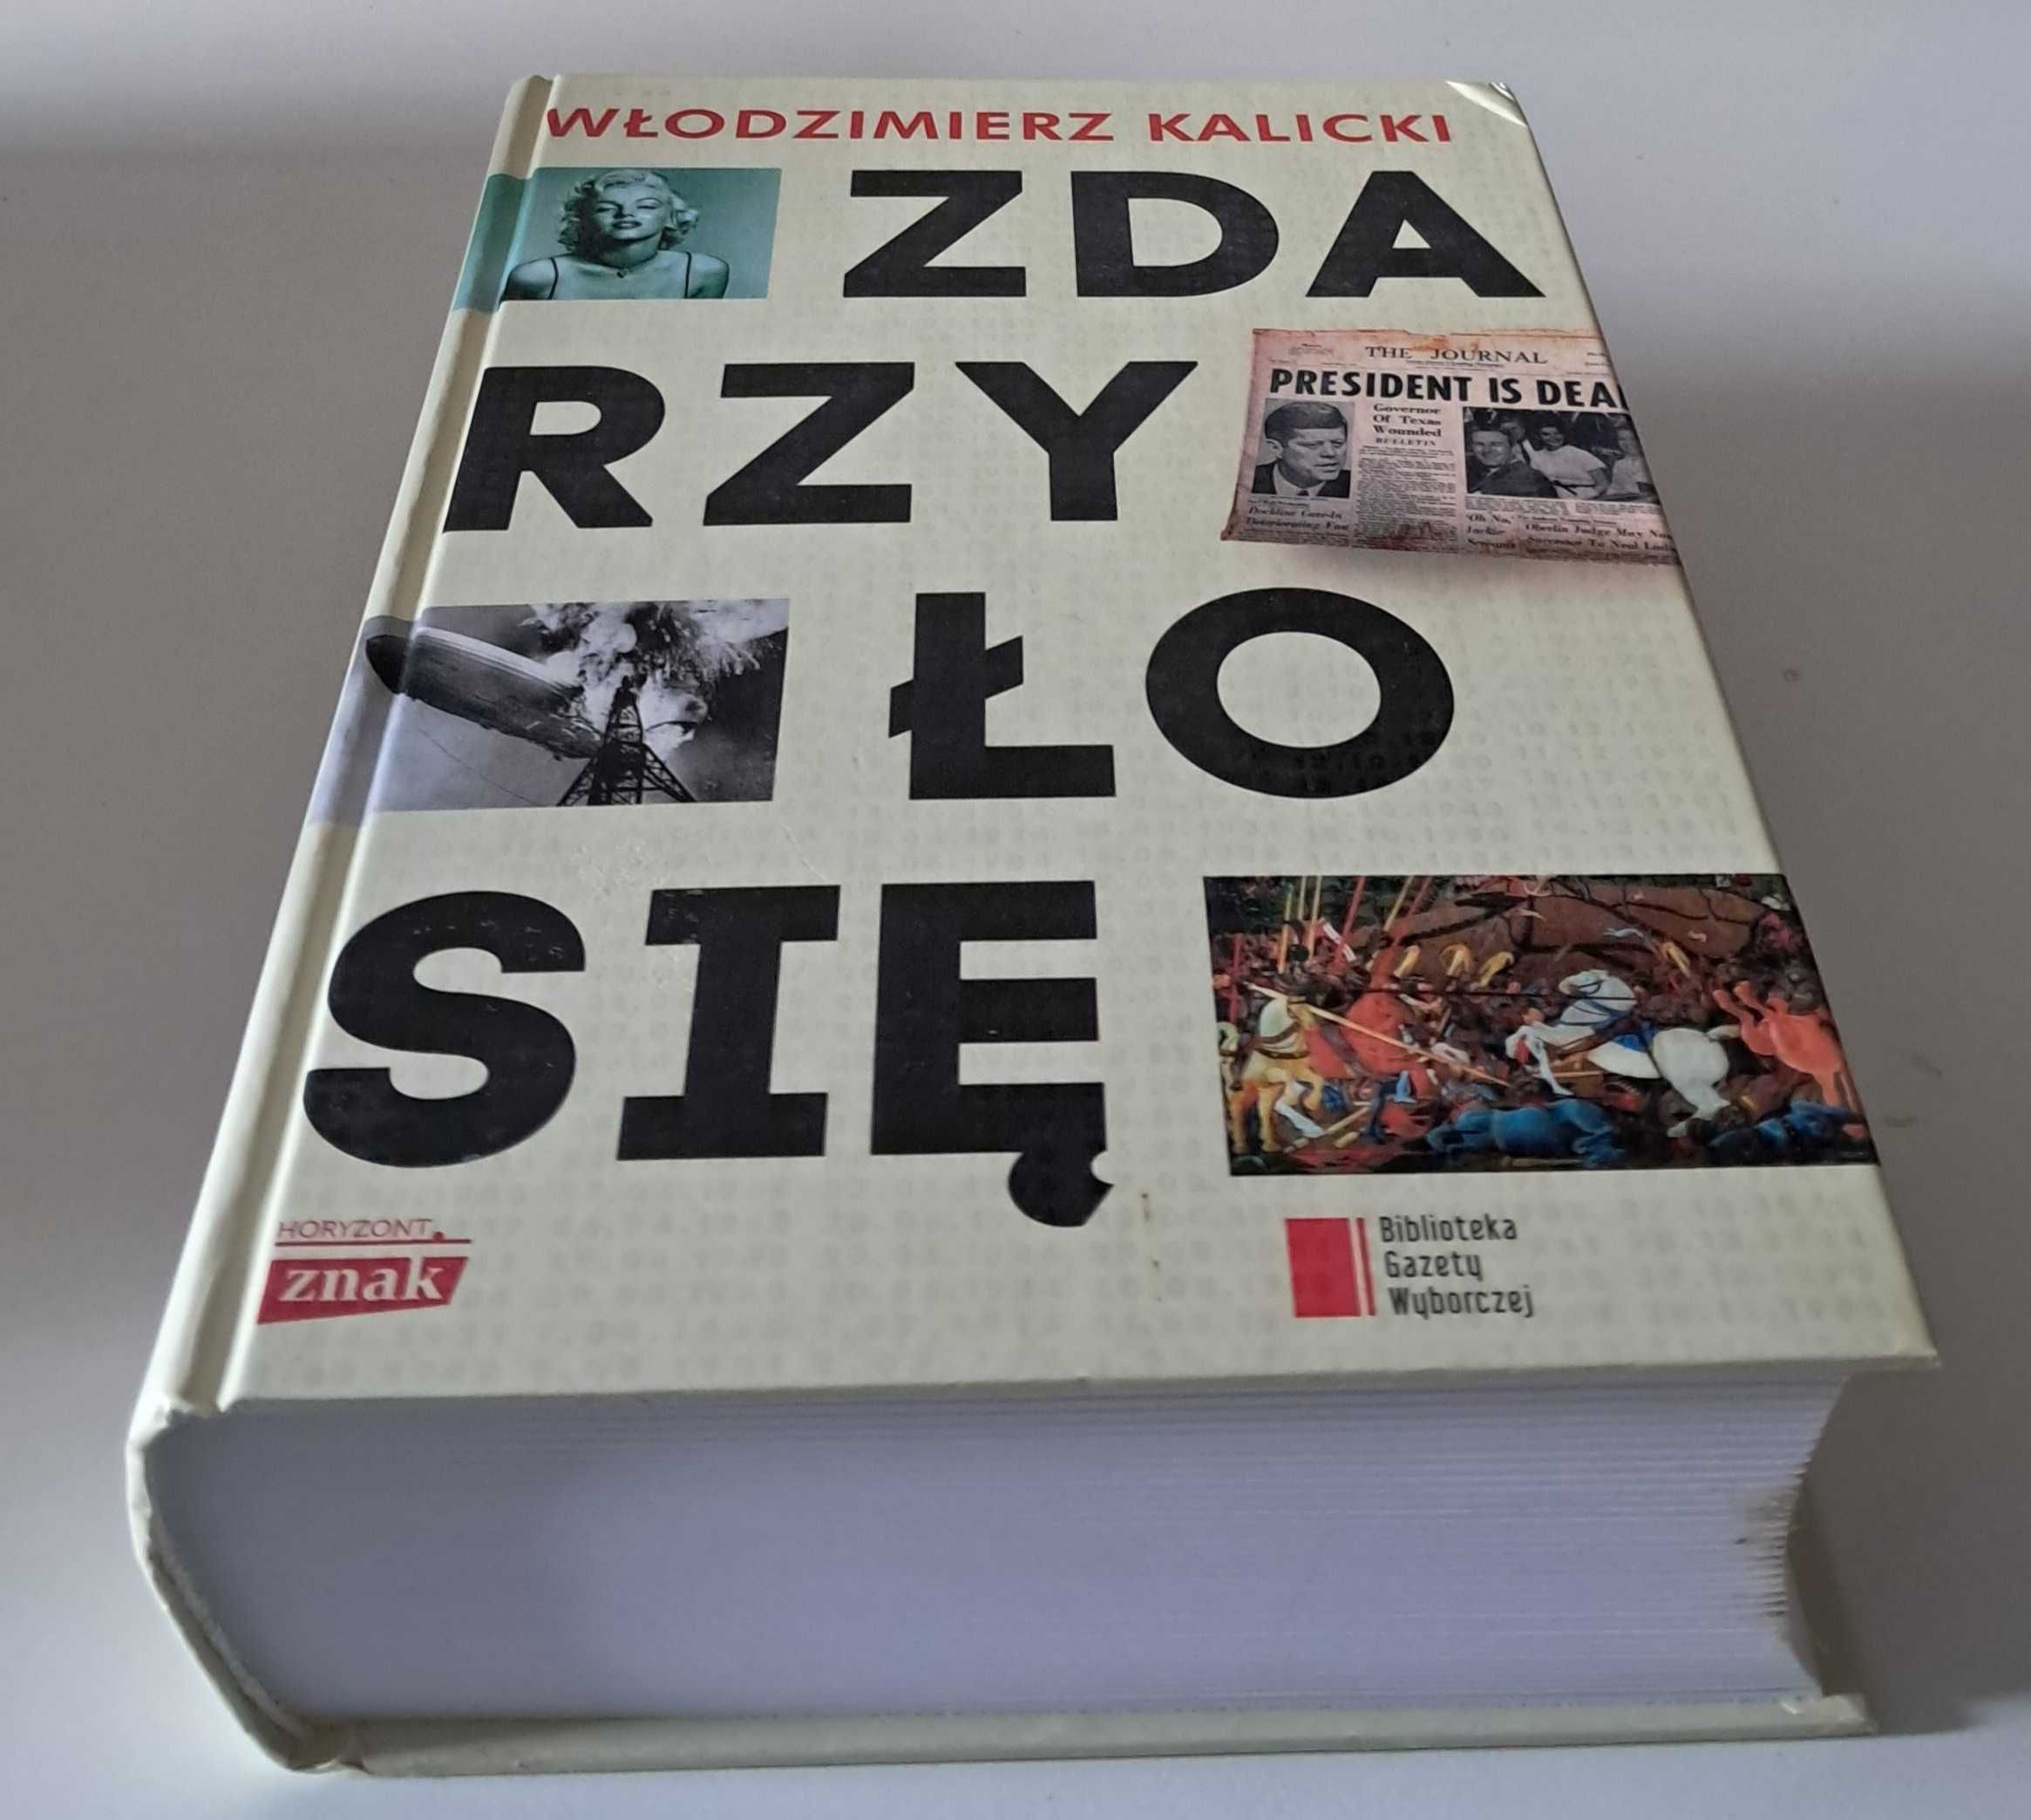 WŁODZIMIERZ KALICKI
ZDA
RZY
THE JOURNAL
PRESIDENT IS DEA
Governor
Of Texas
Wounded
BULLETIN
ŁO
SIĘ
HORYZONT
znak
Biblioteka
Gazety
Wyborczej